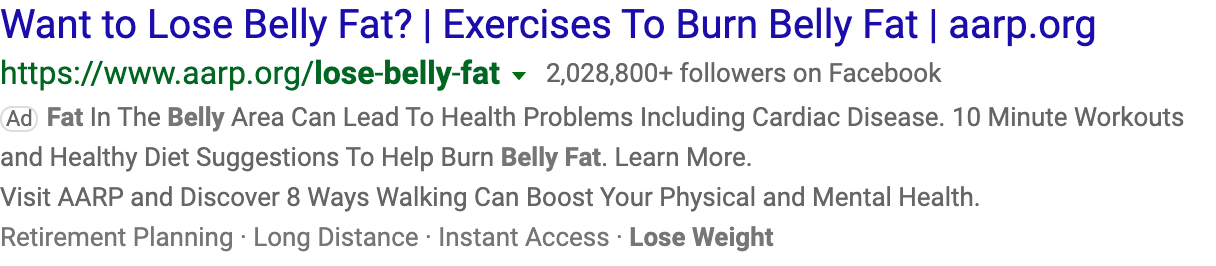 Want to Lose Belly Fat? | Exercises To Burn Belly Fat | aarp.org
https://www.aarp.org/lose-belly-fat 2,028,800+ followers on Facebook
Ad Fat In The Belly Area Can Lead To Health Problems Including Cardiac Disease. 10 Minute Workouts
and Healthy Diet Suggestions To Help Burn Belly Fat. Learn More.
Visit AARP and Discover 8 Ways Walking Can Boost Your Physical and Mental Health.
Retirement Planning · Long Distance · Instant Access · Lose Weight